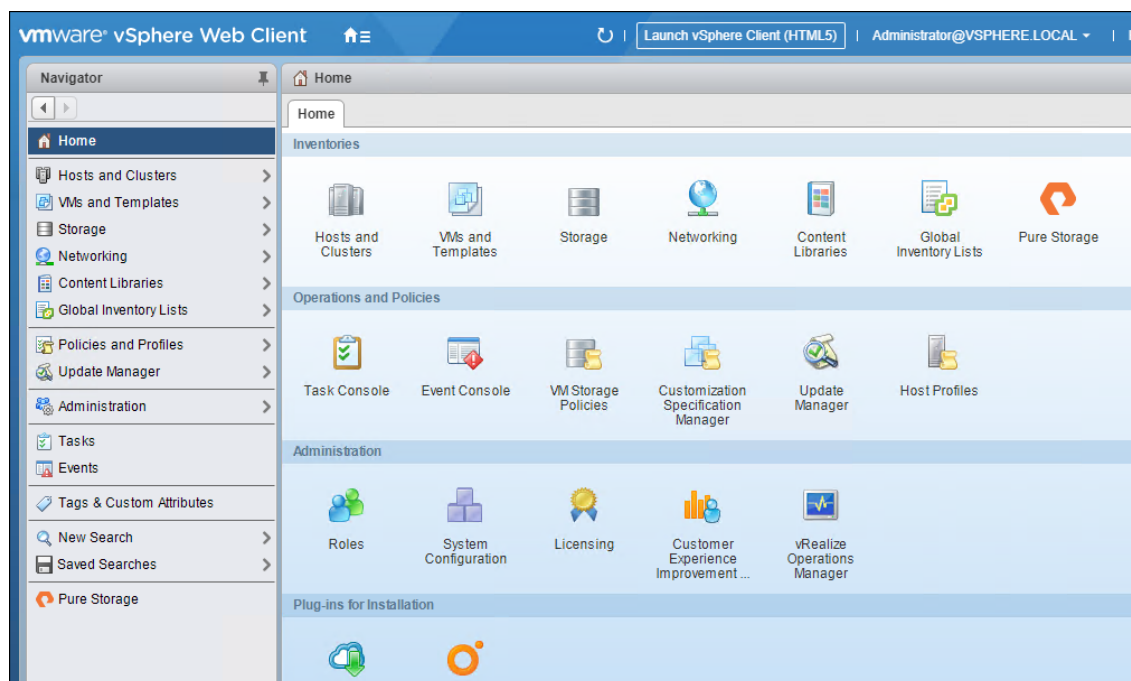 vmware® vSphere Web Client
Launch vSphere Client (HTML5)
Administrator@VSPHERE.LOCAL
Navigator
Home
Hosts and Clusters
VMs and Templates
Storage
Networking
Content Libraries
Global Inventory Lists
Policies and Profiles
Update Manager
Administration
Tasks
Events
Tags & Custom Attributes
New Search
Saved Searches
Pure Storage
Home
Home
Inventories
Hosts and
Clusters
VMs and
Templates
Storage
Networking
Content
Libraries
Global
Inventory Lists
Pure Storage
Operations and Policies
Task Console
Event Console
VM Storage
Policies
Customization
Specification
Manager
Update
Manager
Host Profiles
Administration
Roles
System
Configuration
Licensing
Customer
Experience
Improvement ...
vRealize
Operations
Manager
Plug-ins for Installation